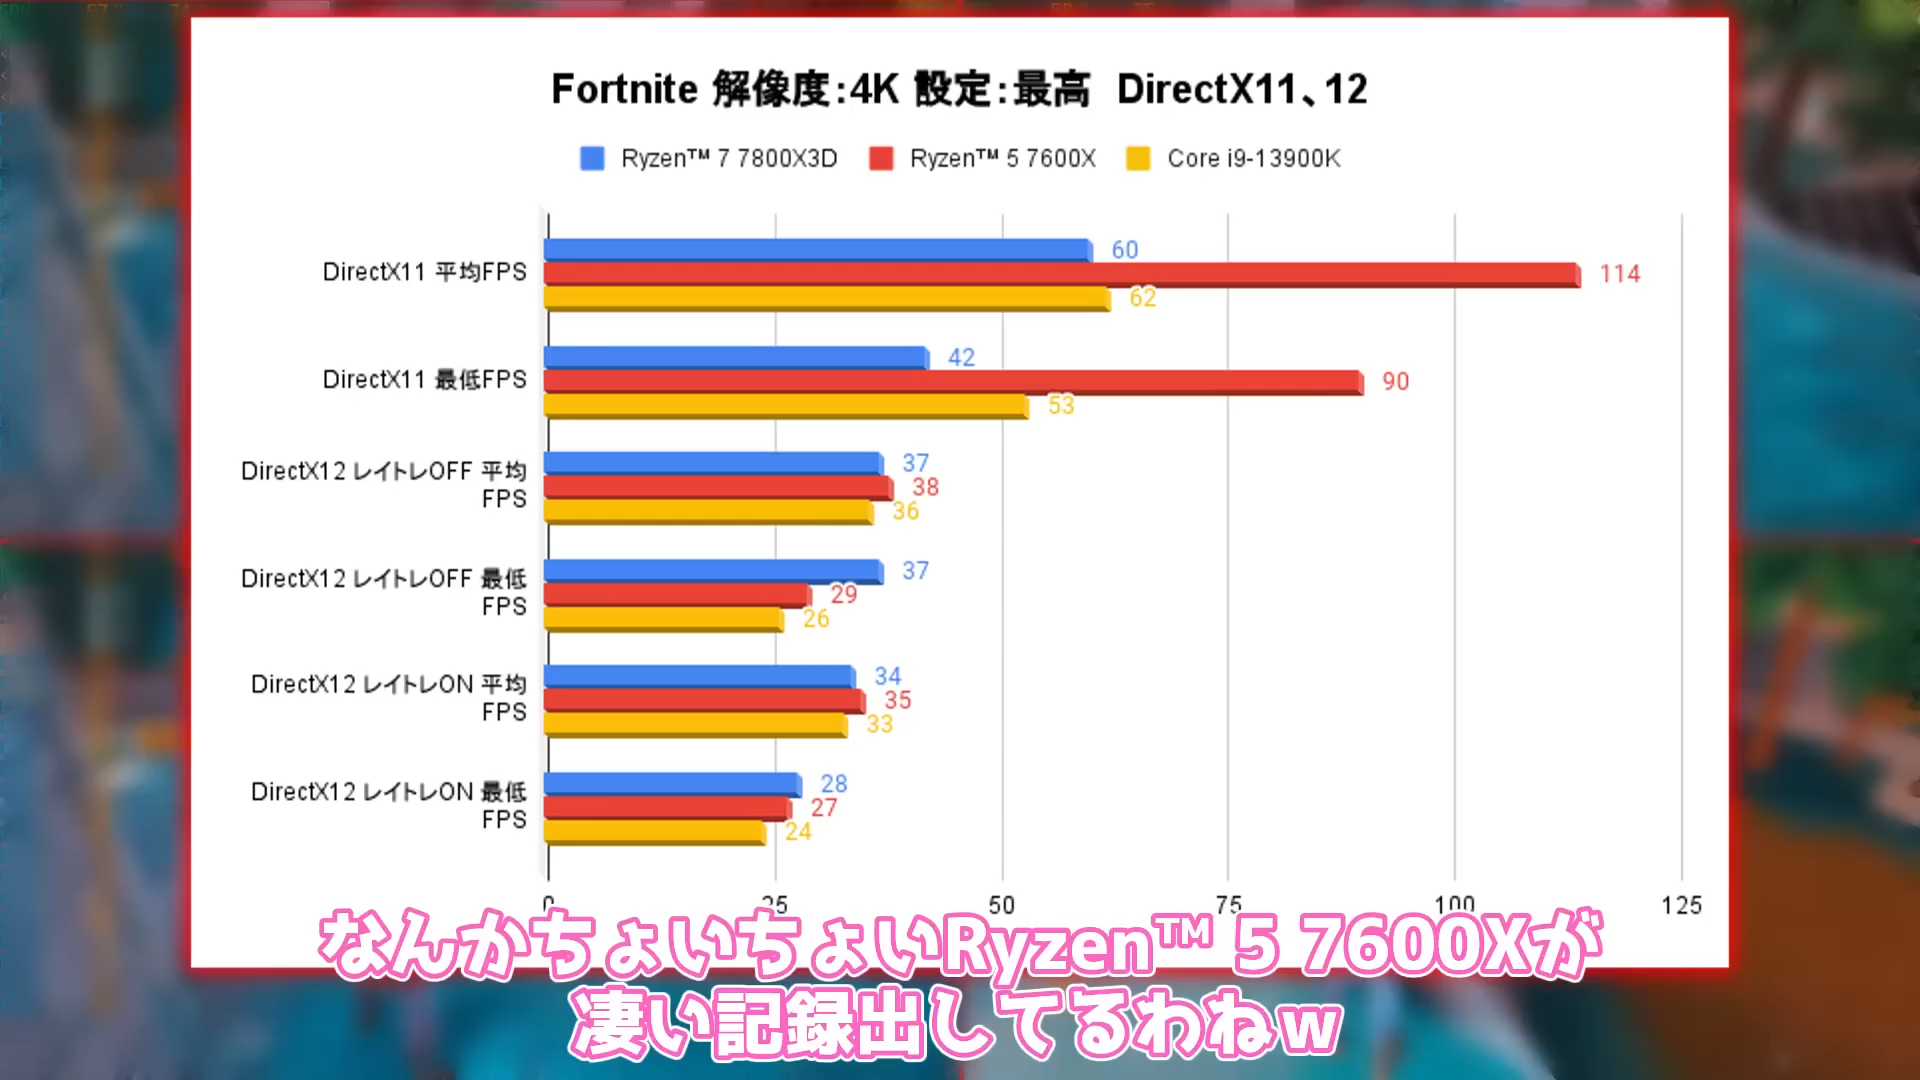 Fortnite 解像度:4K 設定:最高 DirectX11、12
Ryzen™ 7 7800X3D Ryzen™ 5 7600X Core i9-13900K
DirectX11 平均FPS
60
114
62
DirectX11 最低FPS
42
90
53
DirectX12 レイトレOFF 平均
FPS
37
38
36
DirectX12 レイトレOFF 最低
FPS
37
29
26
DirectX12 レイトレON 平均
FPS
34
35
33
DirectX12 レイトレON 最低
FPS
28
27
24
0 25 50 75 100 125
なんかちょいちょいRyzen™ 5 7600Xが
凄い記録出してるわねw